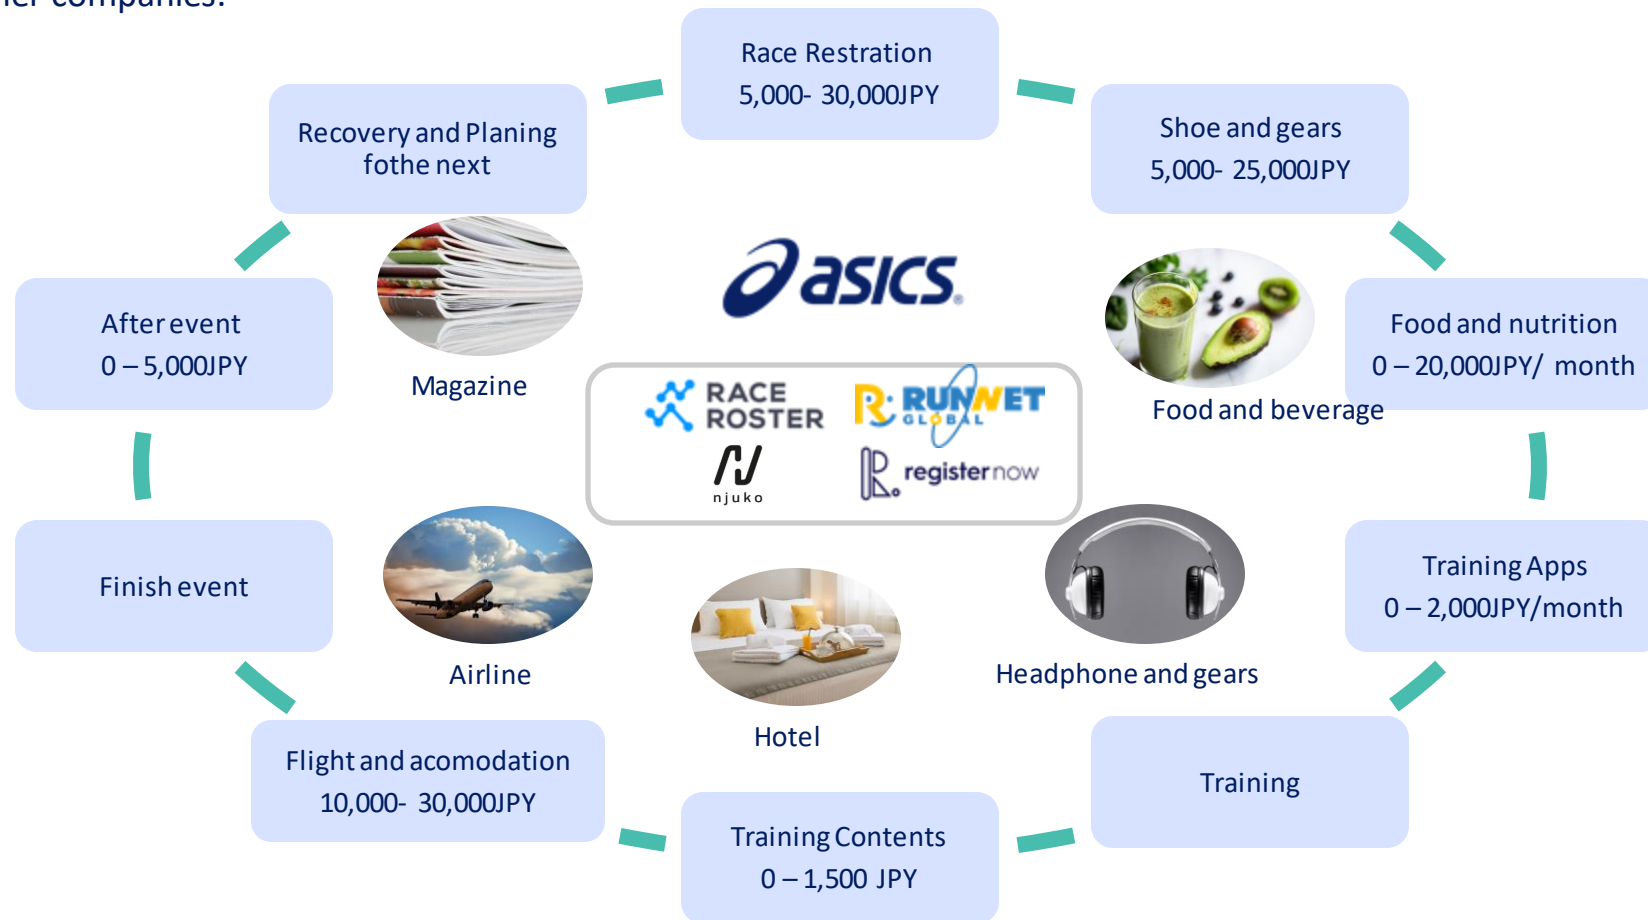 Race Restration
5,000- 30,000JPY
Recovery and Planing
fothe next
Shoe and gears
5,000- 25,000JPY
asics
After event
0 – 5,000JPY
Magazine
RACE
ROSTER
RUNNET
GLOBAL
njuko
registernow
Food and beverage
Food and nutrition
0 – 20,000JPY/ month
Finish event
Airline
Hotel
Headphone and gears
Training Apps
0 – 2,000JPY/month
Flight and acomodation
10,000- 30,000JPY
Training Contents
0 – 1,500 JPY
Training